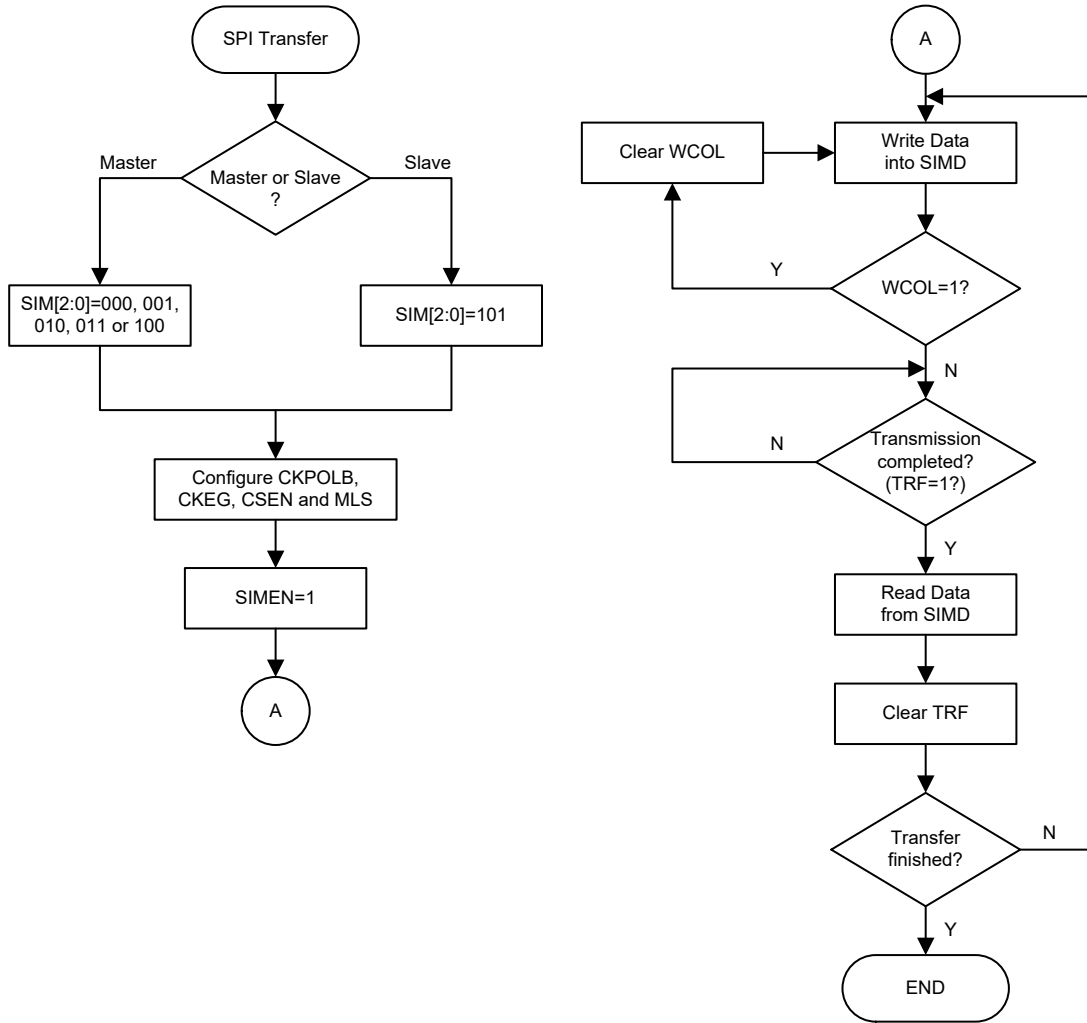 SPI Transfer
Master
Slave
Master or Slave
?
SIM[2:0]=000, 001,
010, 011 or 100
SIM[2:0]=101
Configure CKPOLB,
CKEG, CSEN and MLS
SIMEN=1
A
A
Clear WCOL
Write Data
into SIMD
Y
WCOL=1?
N
N
Transmission
completed?
(TRF=1?)
Y
Read Data
from SIMD
Clear TRF
Transfer
finished?
N
Y
END